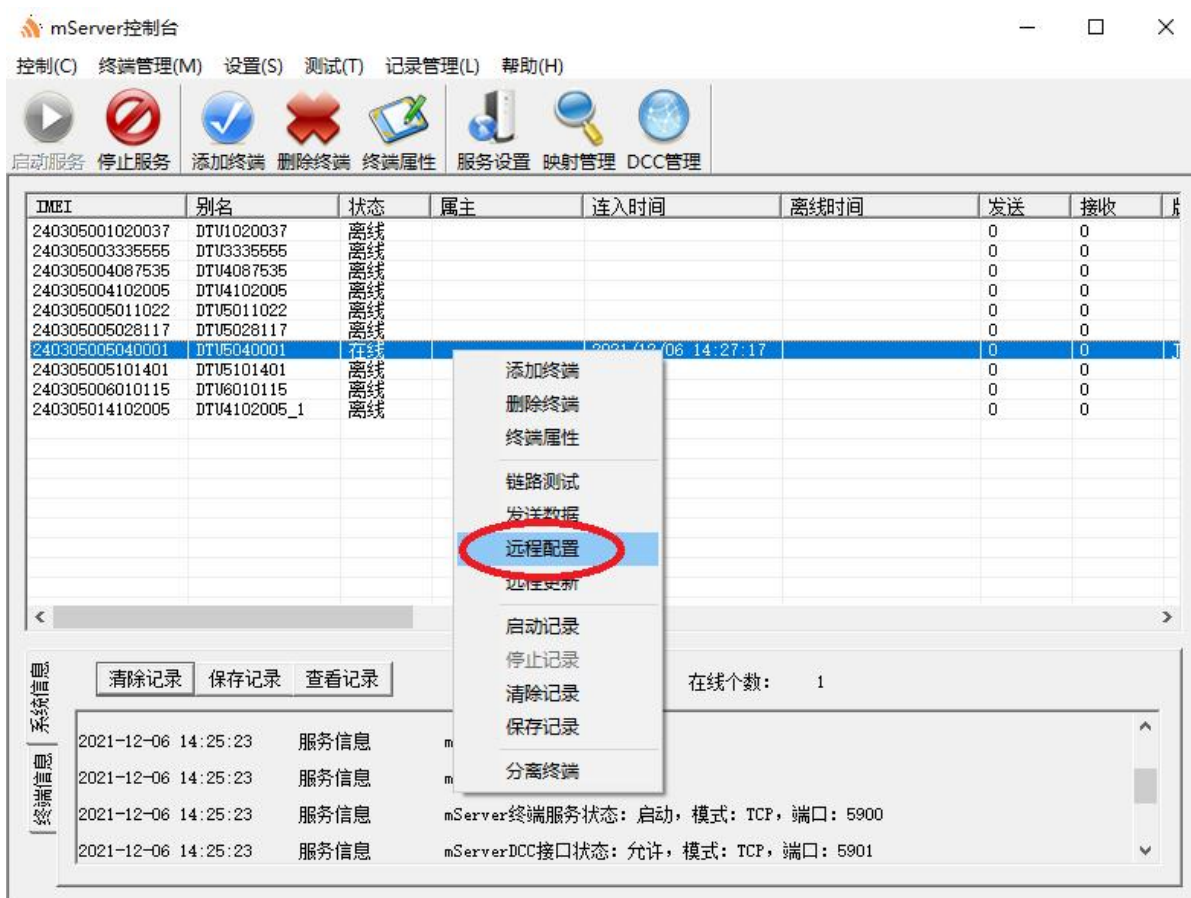 mServer控制台
控制(C) 终端管理(M) 设置(S) 测试(T) 记录管理(L) 帮助(H)
启动服务 停止服务 添加终端 删除终端 终端属性 服务设置 映射管理 DCC管理
IMEI 别名 状态 属主 连入时间 离线时间 发送 接收
240305001020037 DTU1020037 离线 0 0
240305003335555 DTU3335555 离线 0 0
240305004087535 DTU4087535 离线 0 0
240305004102005 DTU4102005 离线 0 0
240305005011022 DTU5011022 离线 0 0
240305005028117 DTU5028117 离线 0 0
240305005040001 DTU5040001 在线 2021/12/06 14:27:17 0 0
240305005101401 DTU5101401 离线 0 0
240305006010115 DTU6010115 离线 0 0
240305014102005 DTU4102005_1 离线 0 0
添加终端
删除终端
终端属性
链路测试
发送数据
远程配置
远程更新
启动记录
停止记录
清除记录
保存记录
分离终端
系统信息
终端信息
清除记录 保存记录 查看记录 在线个数: 1
2021-12-06 14:25:23 服务信息 m
2021-12-06 14:25:23 服务信息 m
2021-12-06 14:25:23 服务信息 mServer终端服务状态: 启动, 模式: TCP, 端口: 5900
2021-12-06 14:25:23 服务信息 mServerDCC接口状态: 允许, 模式: TCP, 端口: 5901